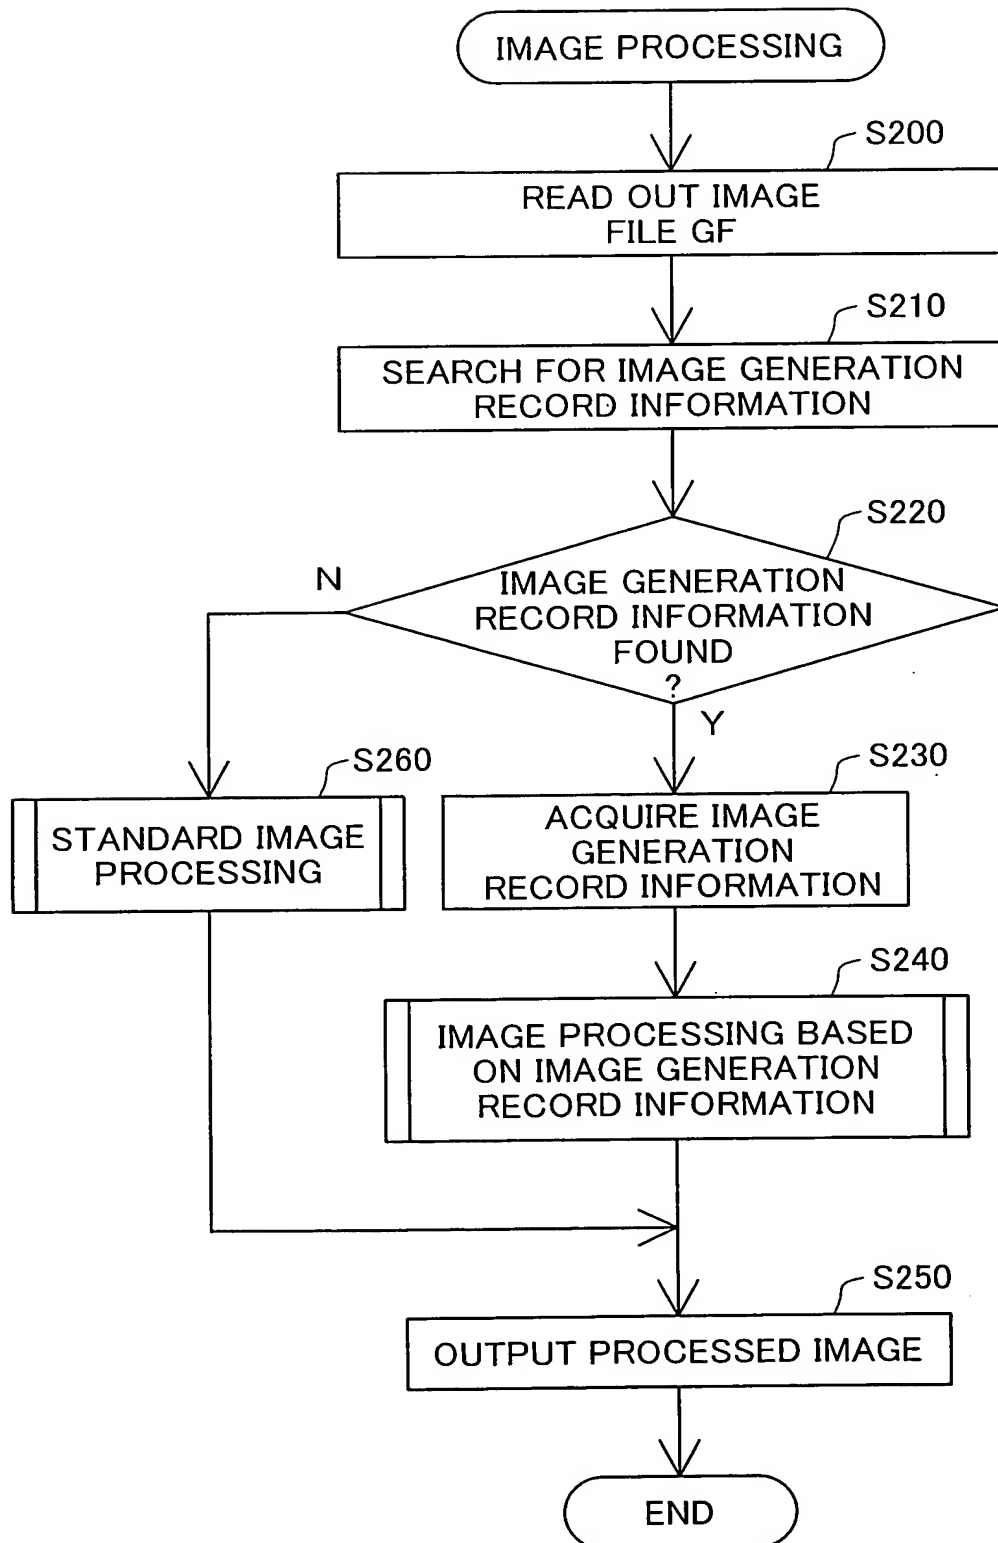 IMAGE PROCESSING
S200
READ OUT IMAGE
FILE GF
S210
SEARCH FOR IMAGE GENERATION
RECORD INFORMATION
S220
IMAGE GENERATION
RECORD INFORMATION
FOUND
?
N
Y
S260
STANDARD IMAGE
PROCESSING
S230
ACQUIRE IMAGE
GENERATION
RECORD INFORMATION
S240
IMAGE PROCESSING BASED
ON IMAGE GENERATION
RECORD INFORMATION
S250
OUTPUT PROCESSED IMAGE
END